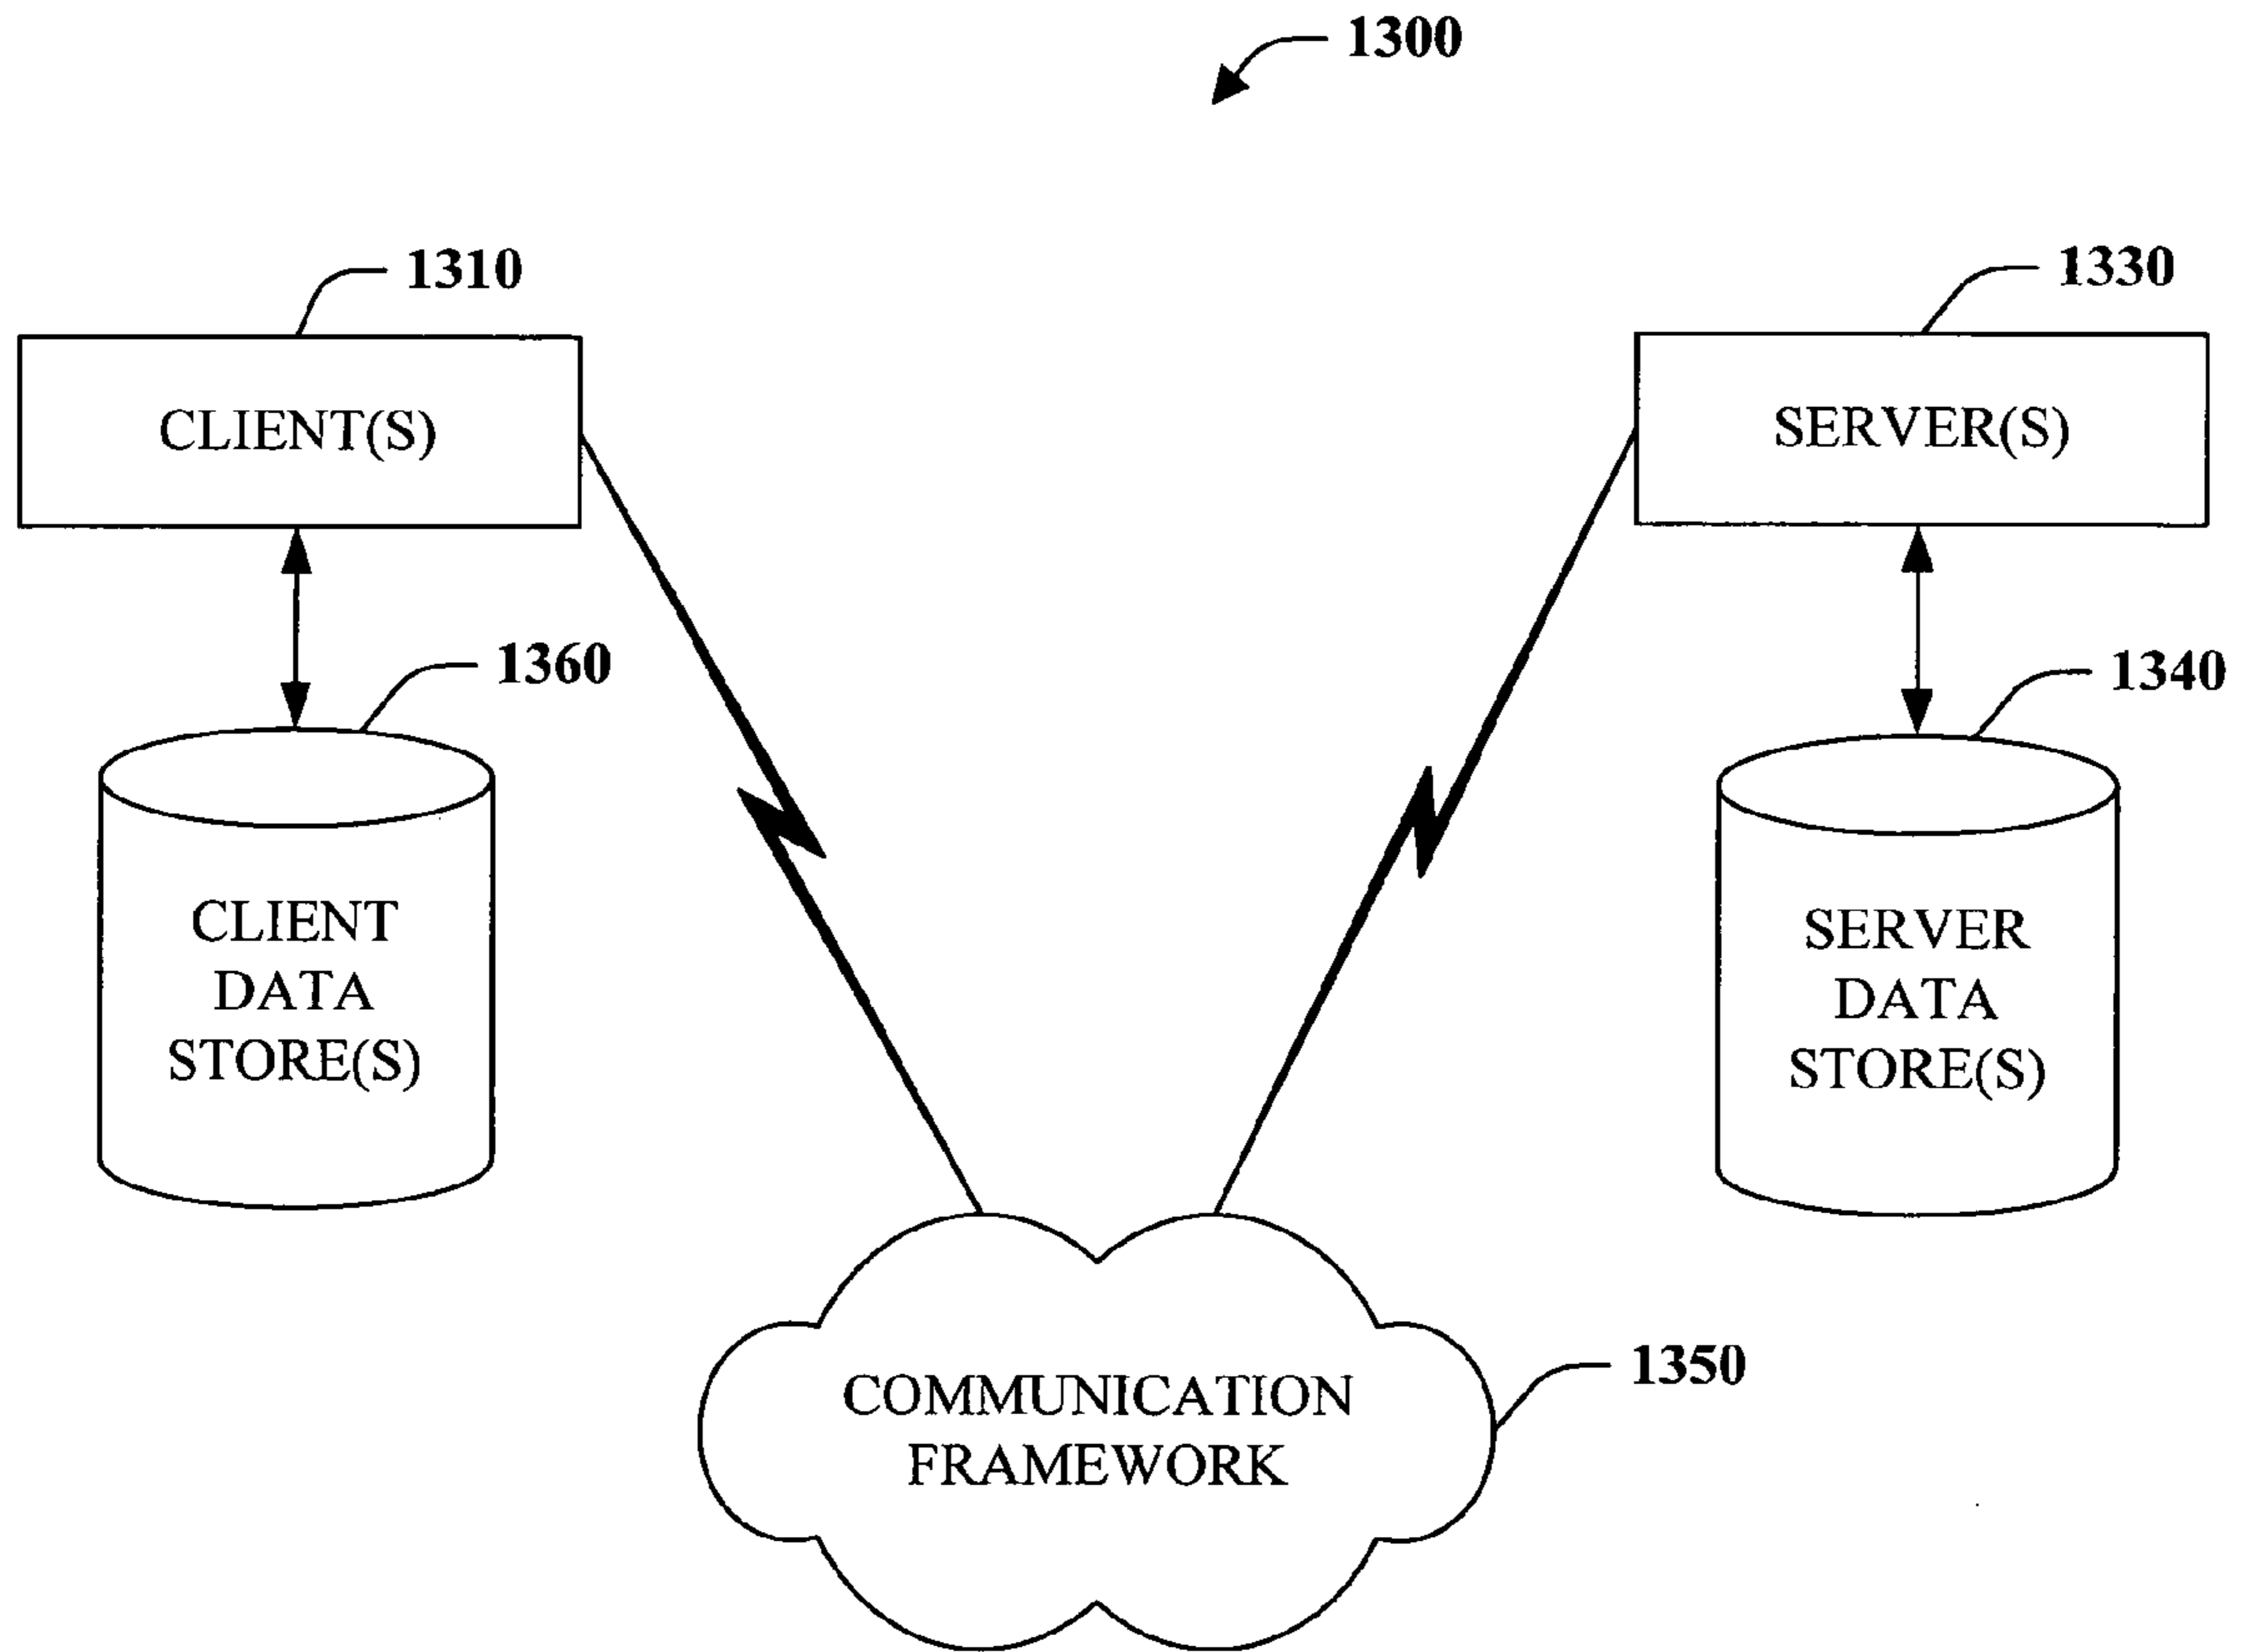 1300
1310
1330
CLIENT(S)
SERVER(S)
1360
1340
CLIENT
DATA
STORE(S)
SERVER
DATA
STORE(S)
1350
COMMUNICATION
FRAMEWORK